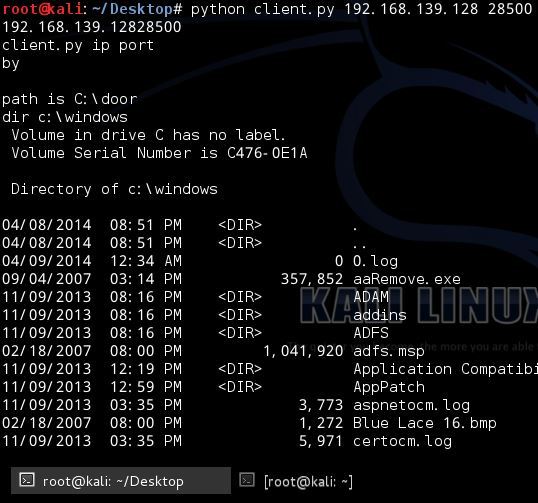 root@kali:~/Desktop# python client.py 192.168.139.128 28500
192.168.139.12828500
client.py ip port
by
path is C:\door
dir c:\windows
Volume in drive C has no label.
Volume Serial Number is C476-0E1A
Directory of c:\windows
04/08/2014 08:51 PM <DIR> .
04/08/2014 08:51 PM <DIR> ..
04/09/2014 12:34 AM 0 0.log
09/04/2007 03:14 PM 357,852 aaRemove.exe
11/09/2013 08:16 PM <DIR> ADAM
11/09/2013 08:16 PM <DIR> addins
11/09/2013 08:16 PM <DIR> ADFS
02/18/2007 08:00 PM 1,041,920 adfs.msp
11/09/2013 12:19 PM <DIR> Application Compatibi
11/09/2013 12:59 PM <DIR> AppPatch
11/09/2013 03:35 PM 3,773 aspnetocm.log
02/18/2007 08:00 PM 1,272 Blue Lace 16.bmp
11/09/2013 03:35 PM 5,971 certocm.log
KALI LINUX
the more you are able
root@kali: ~/Desktop
[root@kali: ~]